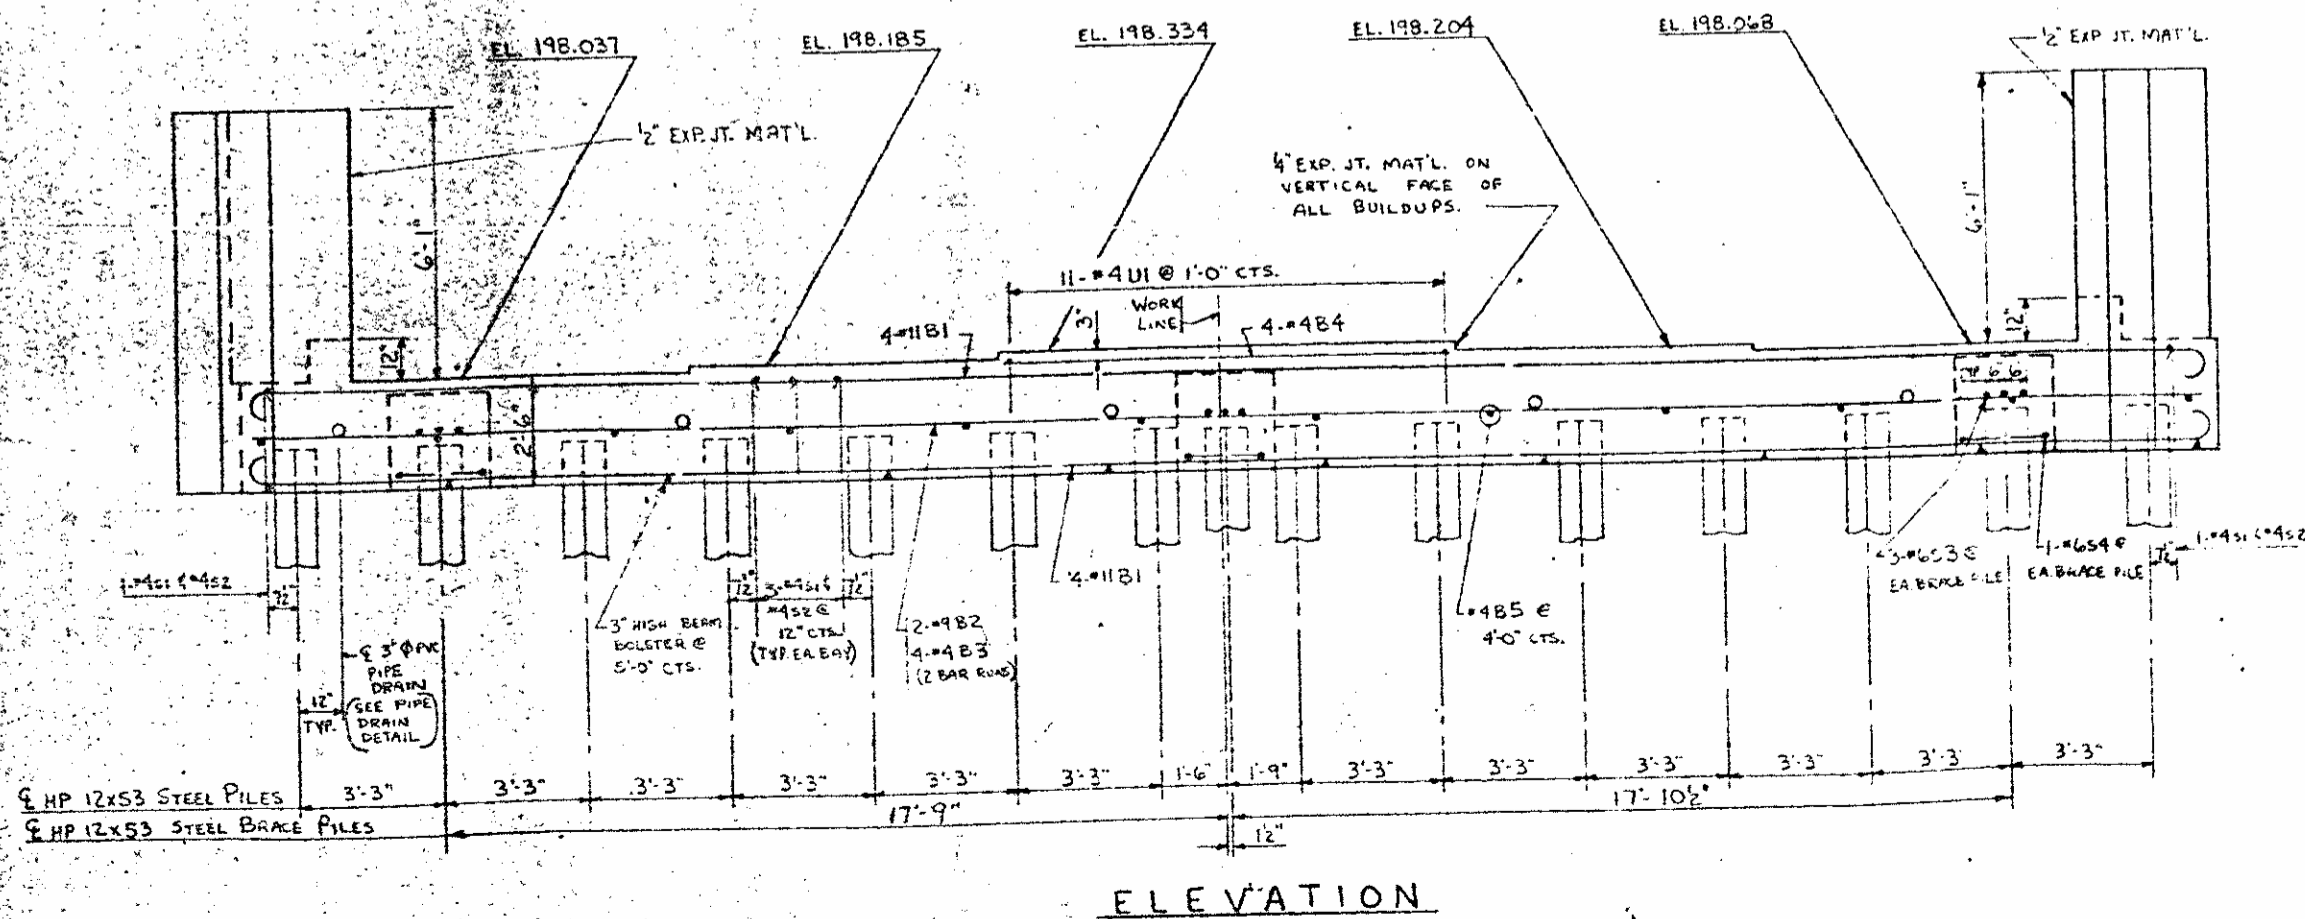 EL. 198.037
EL. 198.185
EL. 198.334
EL. 198.204
EL. 198.068
1/2" EXP JT. MAT'L.
1/2" EXP. JT. MAT'L.
6'-1"
6'-1"
1/4" EXP. JT. MAT'L. ON
VERTICAL FACE OF
ALL BUILDUPS.
11-#4U1 @ 1'-0" CTS.
WORK
LINE
3"
4-#11B1
4-#4B4
12"
12"
2'-6"
6" 6"
1-#4S1 & #4S2
3" HIGH BEAM
BOLSTER @
5'-0" CTS.
3-#4S1 &
#4S2 @
12" CTS.
(TYP. EA. BAY)
2-#9B2
4-#4B3
(2 BAR RUNS)
4-#11B1
#4B5 @
4'-0" CTS.
3-#6S3 @
EA. BRACE PILE
1-#6S4 @
EA. BRACE PILE
1-#4S1 & #4S2
℄ 3" Ø PVC
PIPE
DRAIN
(SEE PIPE
DRAIN
DETAIL)
12"
TYP.
℄ HP 12x53 STEEL PILES
3'-3"
3'-3"
3'-3"
3'-3"
3'-3"
3'-3"
1'-6"
1'-9"
3'-3"
3'-3"
3'-3"
3'-3"
3'-3"
3'-3"
℄ HP 12x53 STEEL BRACE PILES
17'-9"
17'-10 1/2"
ELEVATION